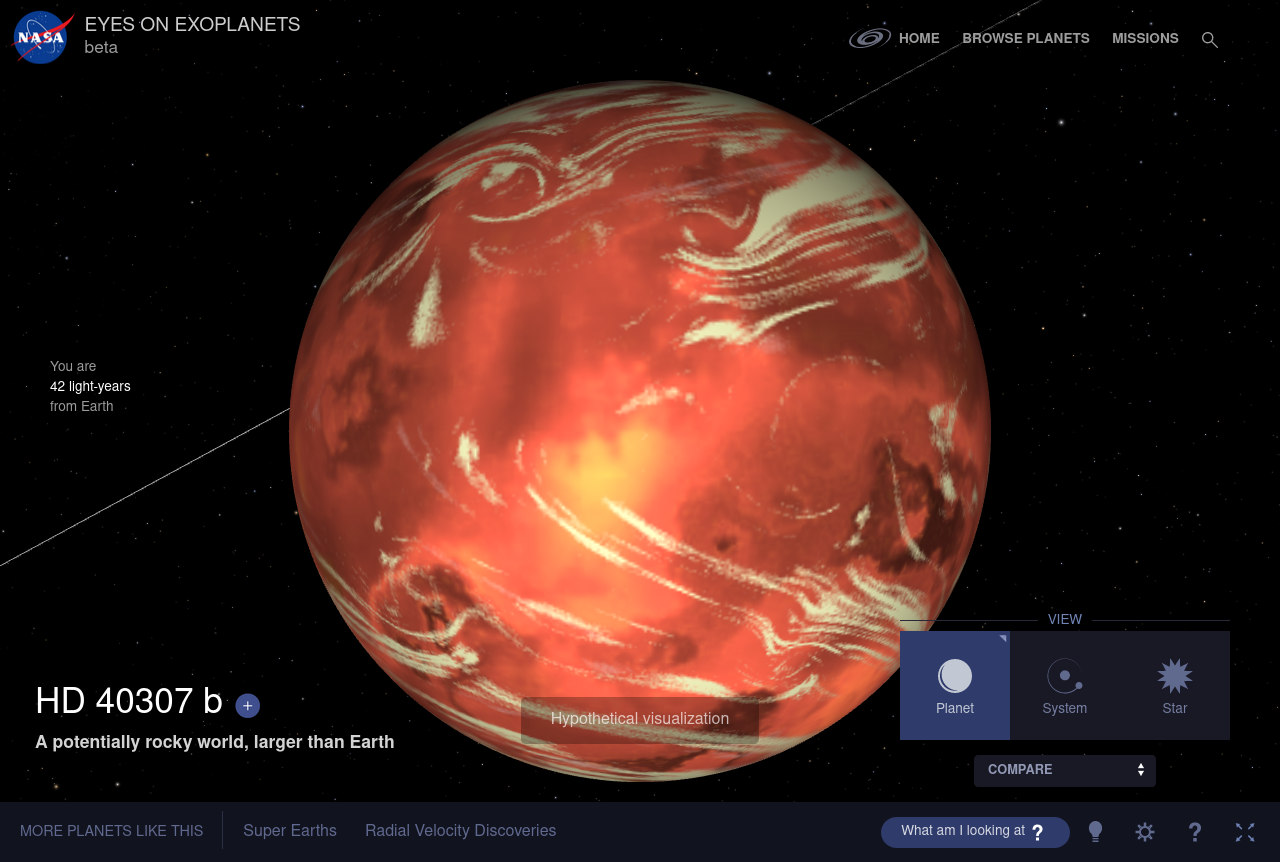 NASA
EYES ON EXOPLANETS
beta
HOME
BROWSE PLANETS
MISSIONS
You are
42 light-years
from Earth
HD 40307 b +
A potentially rocky world, larger than Earth
Hypothetical visualization
VIEW
Planet
System
Star
COMPARE
MORE PLANETS LIKE THIS
Super Earths
Radial Velocity Discoveries
What am I looking at ?
?